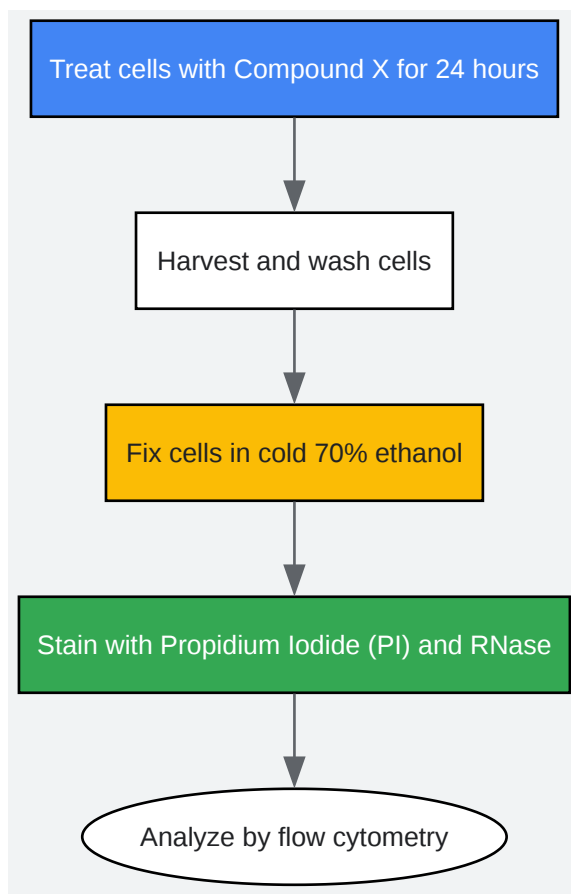 Treat cells with Compound X for 24 hours
Harvest and wash cells
Fix cells in cold 70% ethanol
Stain with Propidium Iodide (PI) and RNase
Analyze by flow cytometry